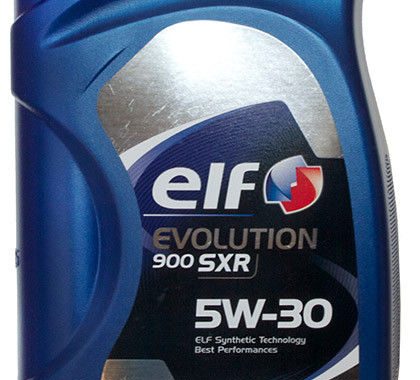 elf
EVOLUTION
900 SXR
5W-30
ELF Synthetic Technology
Best Performances